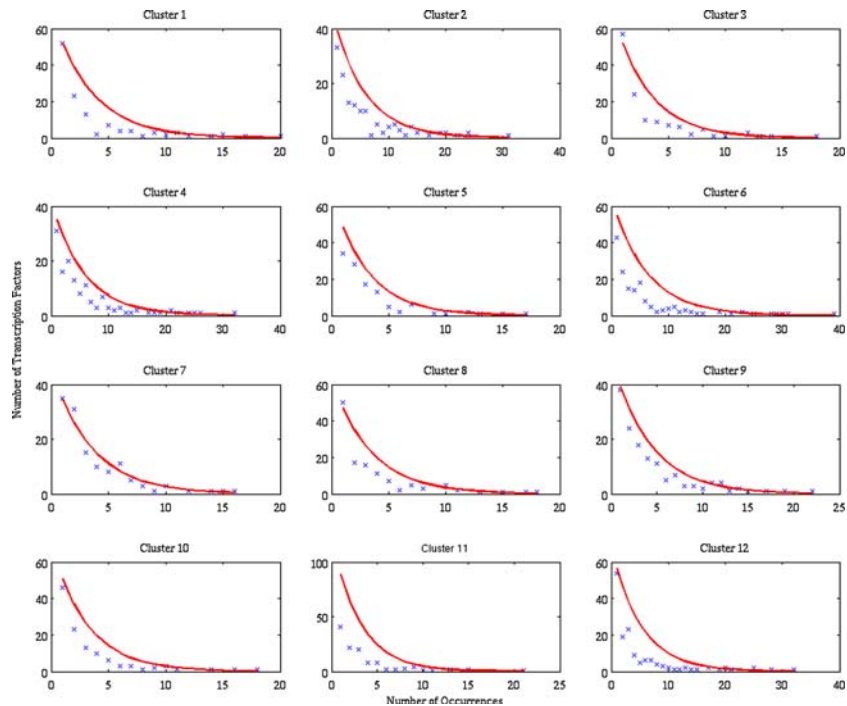 Cluster 1 Cluster 2 Cluster 3
60 40 60
40 40
20 20 20
0 0 0
0 5 10 15 20 0 10 20 30 40 0 5 10 15 20
Cluster 4 Cluster 5 Cluster 6
40 60 60
40 40
20 20 20
0 0 0
0 10 20 30 40 0 5 10 15 20 0 10 20 30 40
Number of Transcription Factors
Cluster 7 Cluster 8 Cluster 9
40 60 40
40
20 20 20
0 0 0
0 5 10 15 20 0 5 10 15 20 0 5 10 15 20 25
Cluster 10 Cluster 11 Cluster 12
60 100 60
40 50 40
20 20
0 0 0
0 5 10 15 20 0 5 10 15 20 25 0 10 20 30 40
Number of Occurrences